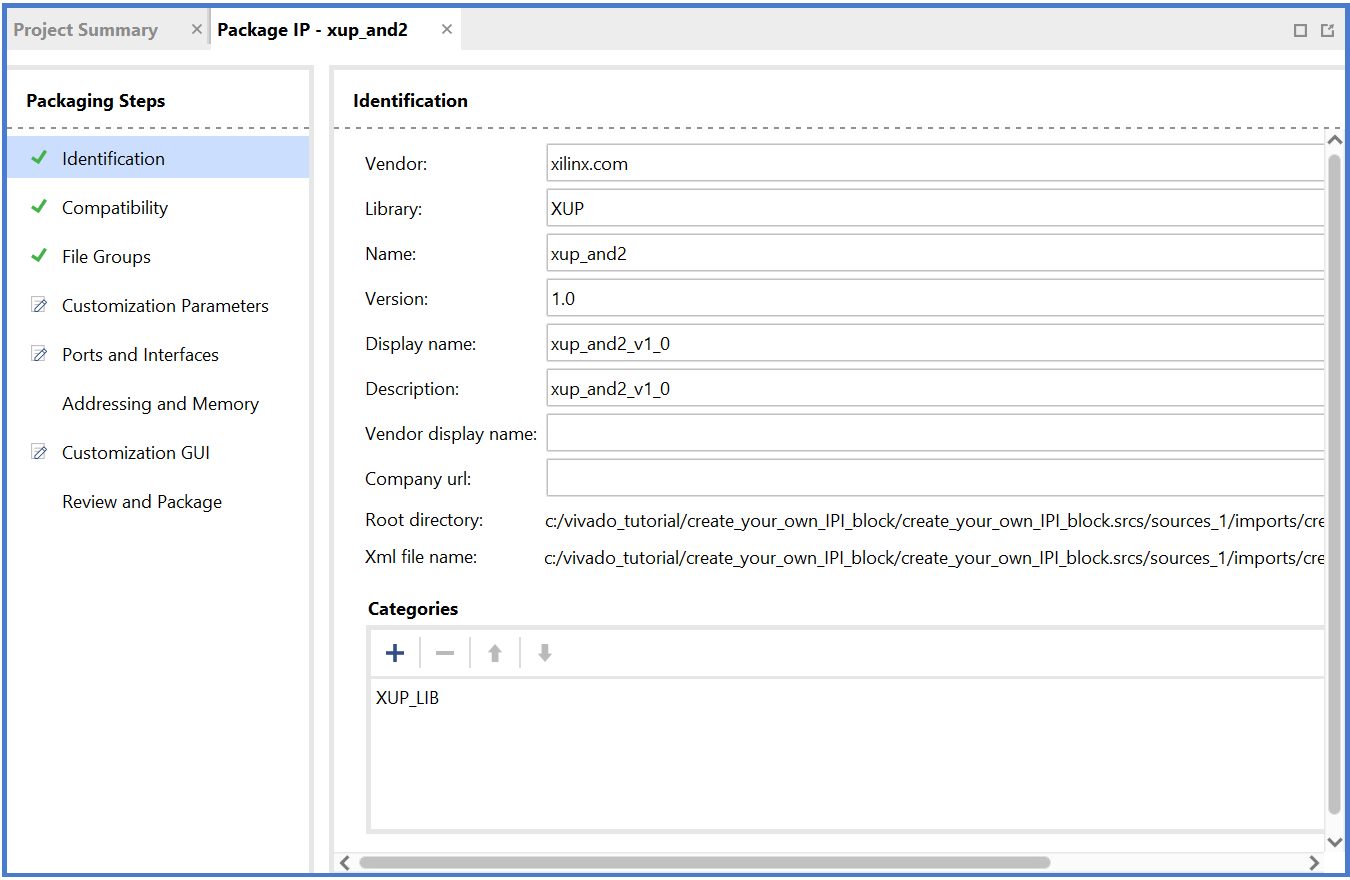 Project Summary
Package IP - xup_and2
Packaging Steps
Identification
Compatibility
File Groups
Customization Parameters
Ports and Interfaces
Addressing and Memory
Customization GUI
Review and Package
Identification
Vendor: xilinx.com
Library: XUP
Name: xup_and2
Version: 1.0
Display name: xup_and2_v1_0
Description: xup_and2_v1_0
Vendor display name:
Company url:
Root directory: c:/vivado_tutorial/create_your_own_IPI_block/create_your_own_IPI_block.srcs/sources_1/imports/cre
Xml file name: c:/vivado_tutorial/create_your_own_IPI_block/create_your_own_IPI_block.srcs/sources_1/imports/cre
Categories
XUP_LIB